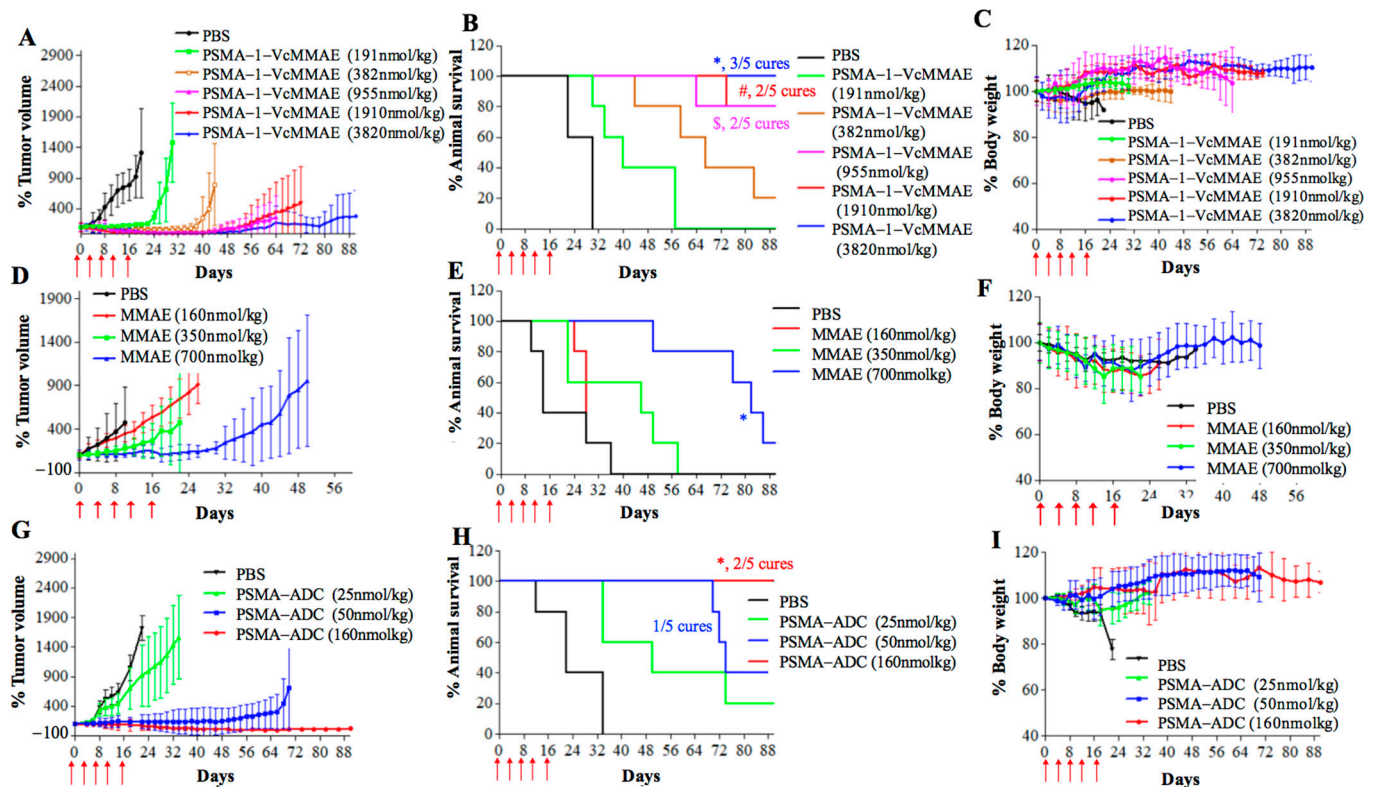 A
% Tumor volume
2900
2400
1900
1400
900
400
0 8 16 24 32 40 48 56 64 72 80 88
Days
PBS
PSMA–1–VcMMAE (191nmol/kg)
PSMA–1–VcMMAE (382nmol/kg)
PSMA–1–VcMMAE (955nmol/kg)
PSMA–1–VcMMAE (1910nmol/kg)
PSMA–1–VcMMAE (3820nmol/kg)
B
% Animal survival
120
100
80
60
40
20
0
0 8 16 24 32 40 48 56 64 72 80 88
Days
*, 3/5 cures
#, 2/5 cures
$, 2/5 cures
PBS
PSMA–1–VcMMAE
(191nmol/kg)
PSMA–1–VcMMAE
(382nmol/kg)
PSMA–1–VcMMAE
(955nmol/kg)
PSMA–1–VcMMAE
(1910nmol/kg)
PSMA–1–VcMMAE
(3820nmol/kg)
C
% Body weight
120
100
80
60
40
0 8 16 24 32 40 48 56 64 72 80 88
Days
PBS
PSMA–1–VcMMAE (191nmol/kg)
PSMA–1–VcMMAE (382nmol/kg)
PSMA–1–VcMMAE (955nmolkg)
PSMA–1–VcMMAE (1910nmol/kg)
PSMA–1–VcMMAE (3820nmol/kg)
D
% Tumor volume
1900
1400
900
400
–100
0 8 16 24 32 40 48 56
Days
PBS
MMAE (160nmol/kg)
MMAE (350nmol/kg)
MMAE (700nmolkg)
E
% Animal survival
120
100
80
60
40
20
0
0 8 16 24 32 40 48 56 64 72 80 88
Days
*
PBS
MMAE (160nmol/kg)
MMAE (350nmol/kg)
MMAE (700nmolkg)
F
% Body weight
120
100
80
60
40
0 8 16 24 32 40 48 56
Days
PBS
MMAE (160nmol/kg)
MMAE (350nmol/kg)
MMAE (700nmolkg)
G
% Tumor volume
2900
2400
1900
1400
900
400
–100
0 8 16 24 32 40 48 56 64 72 80 88
Days
PBS
PSMA–ADC (25nmol/kg)
PSMA–ADC (50nmol/kg)
PSMA–ADC (160nmolkg)
H
% Animal survival
120
100
80
60
40
20
0
0 8 16 24 32 40 48 56 64 72 80 88
Days
*, 2/5 cures
1/5 cures
PBS
PSMA–ADC (25nmol/kg)
PSMA–ADC (50nmol/kg)
PSMA–ADC (160nmolkg)
I
% Body weight
120
100
80
60
40
0 8 16 24 32 40 48 56 64 72 80 88
Days
PBS
PSMA–ADC (25nmol/kg)
PSMA–ADC (50nmol/kg)
PSMA–ADC (160nmolkg)